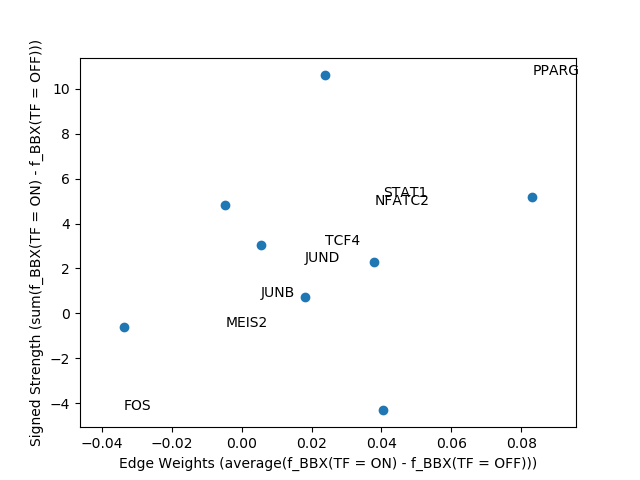 PPARG
STAT1
NFATC2
TCF4
JUND
JUNB
MEIS2
FOS
10
8
6
4
2
0
−2
−4
−0.04
−0.02
0.00
0.02
0.04
0.06
0.08
Signed Strength (sum(f_BBX(TF = ON) - f_BBX(TF = OFF)))
Edge Weights (average(f_BBX(TF = ON) - f_BBX(TF = OFF)))